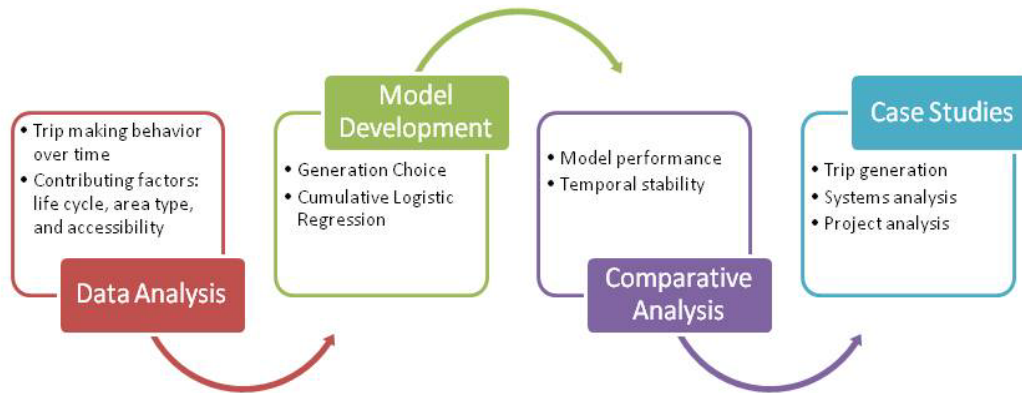 • Trip making behavior
over time
• Contributing factors:
life cycle, area type,
and accessibility
Data Analysis
Model
Development
• Generation Choice
• Cumulative Logistic
Regression
• Model performance
• Temporal stability
Comparative
Analysis
Case Studies
• Trip generation
• Systems analysis
• Project analysis